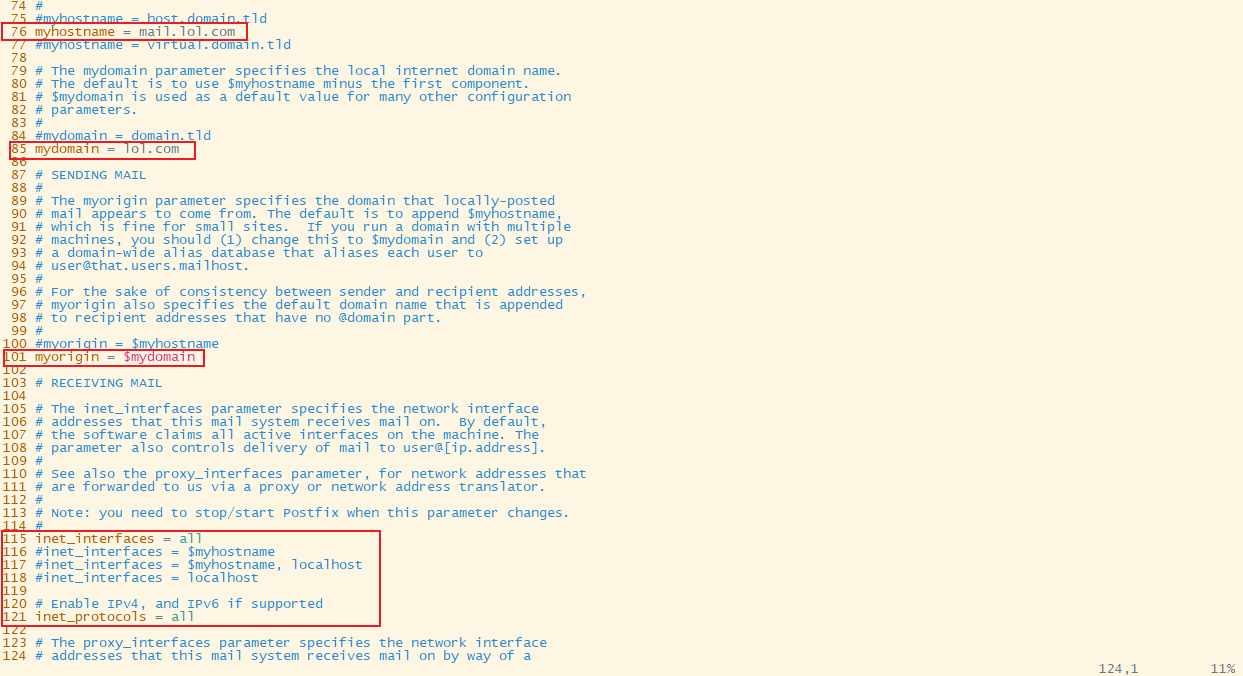 74 #
75 #myhostname = host.domain.tld
76 myhostname = mail.lol.com
77 #myhostname = virtual.domain.tld
78
79 # The mydomain parameter specifies the local internet domain name.
80 # The default is to use $myhostname minus the first component.
81 # $mydomain is used as a default value for many other configuration
82 # parameters.
83 #
84 #mydomain = domain.tld
85 mydomain = lol.com
86
87 # SENDING MAIL
88 #
89 # The myorigin parameter specifies the domain that locally-posted
90 # mail appears to come from. The default is to append $myhostname,
91 # which is fine for small sites.  If you run a domain with multiple
92 # machines, you should (1) change this to $mydomain and (2) set up
93 # a domain-wide alias database that aliases each user to
94 # user@that.users.mailhost.
95 #
96 # For the sake of consistency between sender and recipient addresses,
97 # myorigin also specifies the default domain name that is appended
98 # to recipient addresses that have no @domain part.
99 #
100 #myorigin = $myhostname
101 myorigin = $mydomain
102
103 # RECEIVING MAIL
104
105 # The inet_interfaces parameter specifies the network interface
106 # addresses that this mail system receives mail on.  By default,
107 # the software claims all active interfaces on the machine. The
108 # parameter also controls delivery of mail to user@[ip.address].
109 #
110 # See also the proxy_interfaces parameter, for network addresses that
111 # are forwarded to us via a proxy or network address translator.
112 #
113 # Note: you need to stop/start Postfix when this parameter changes.
114 #
115 inet_interfaces = all
116 #inet_interfaces = $myhostname
117 #inet_interfaces = $myhostname, localhost
118 #inet_interfaces = localhost
119
120 # Enable IPv4, and IPv6 if supported
121 inet_protocols = all
122
123 # The proxy_interfaces parameter specifies the network interface
124 # addresses that this mail system receives mail on by way of a
124,1 11%